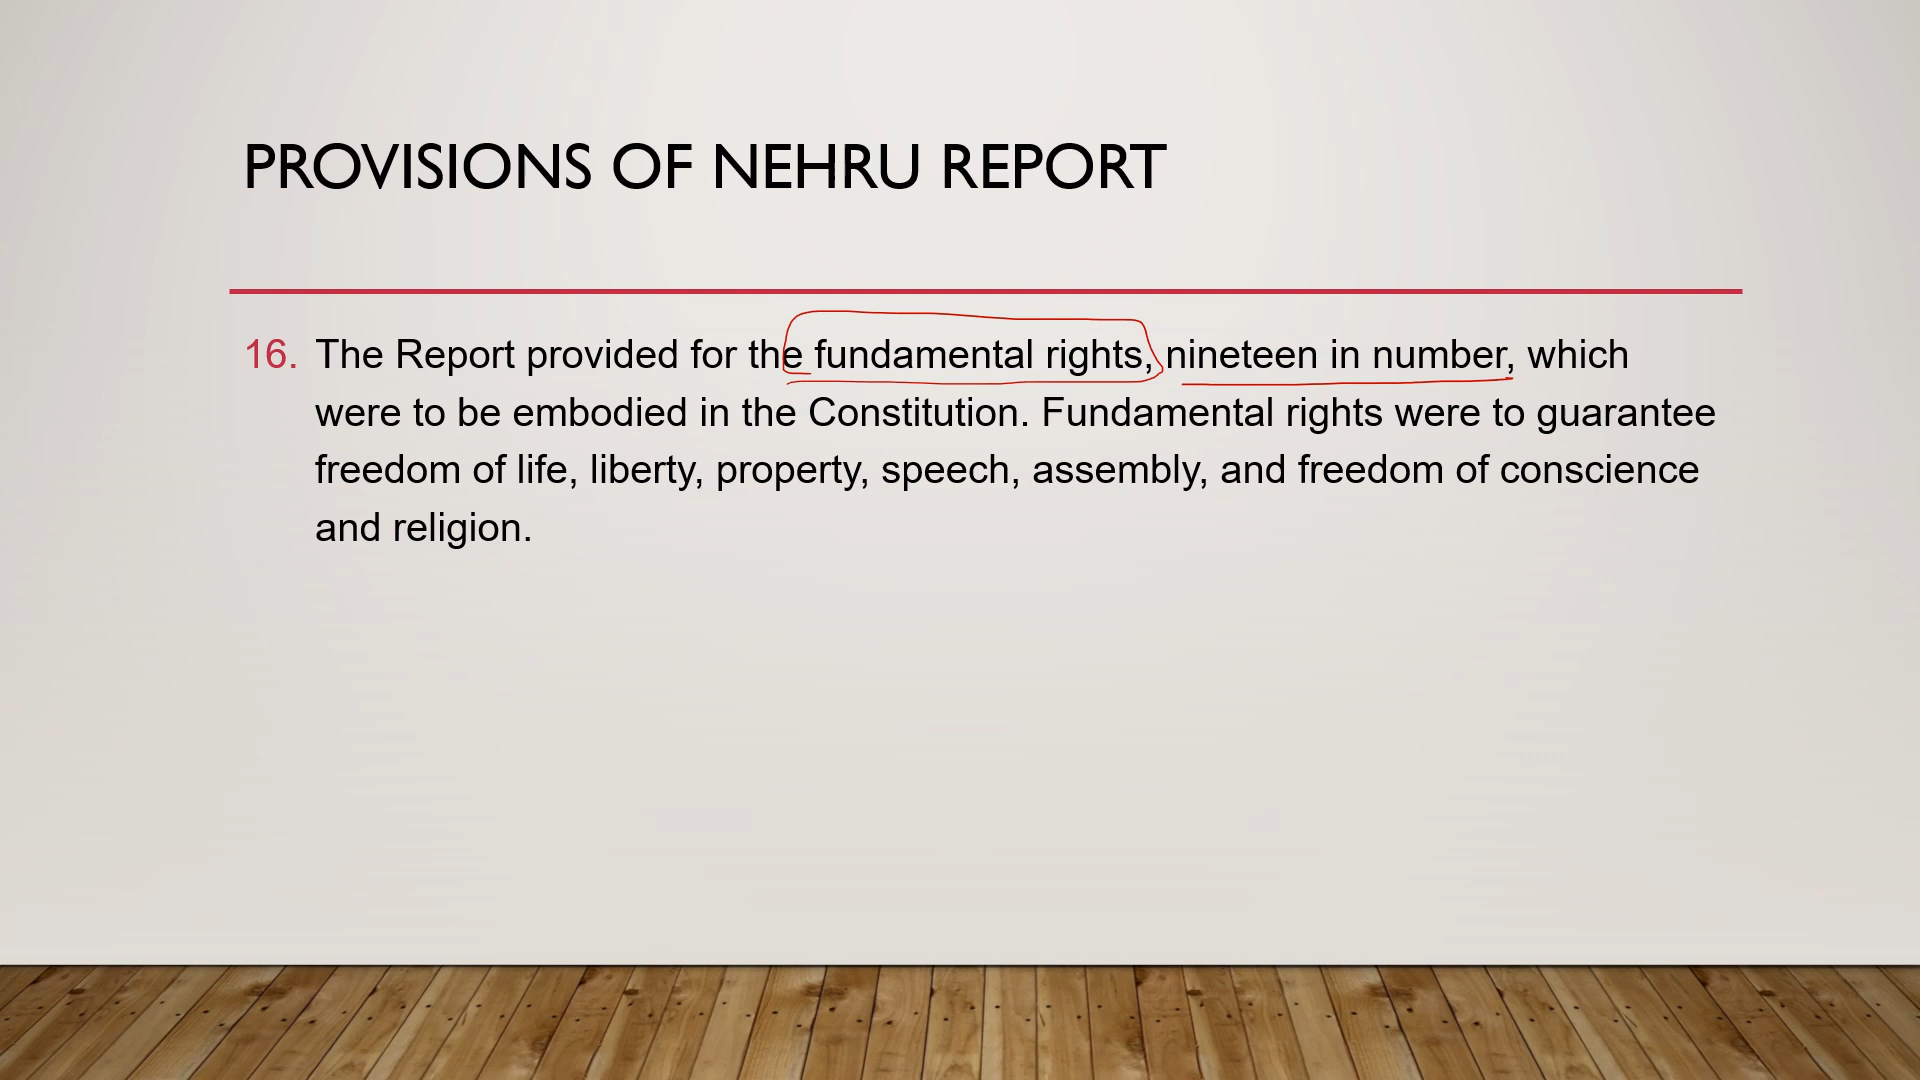 PROVISIONS OF NEHRU REPORT
16. The Report provided for the fundamental rights, nineteen in number, which
were to be embodied in the Constitution. Fundamental rights were to guarantee
freedom of life, liberty, property, speech, assembly, and freedom of conscience
and religion.